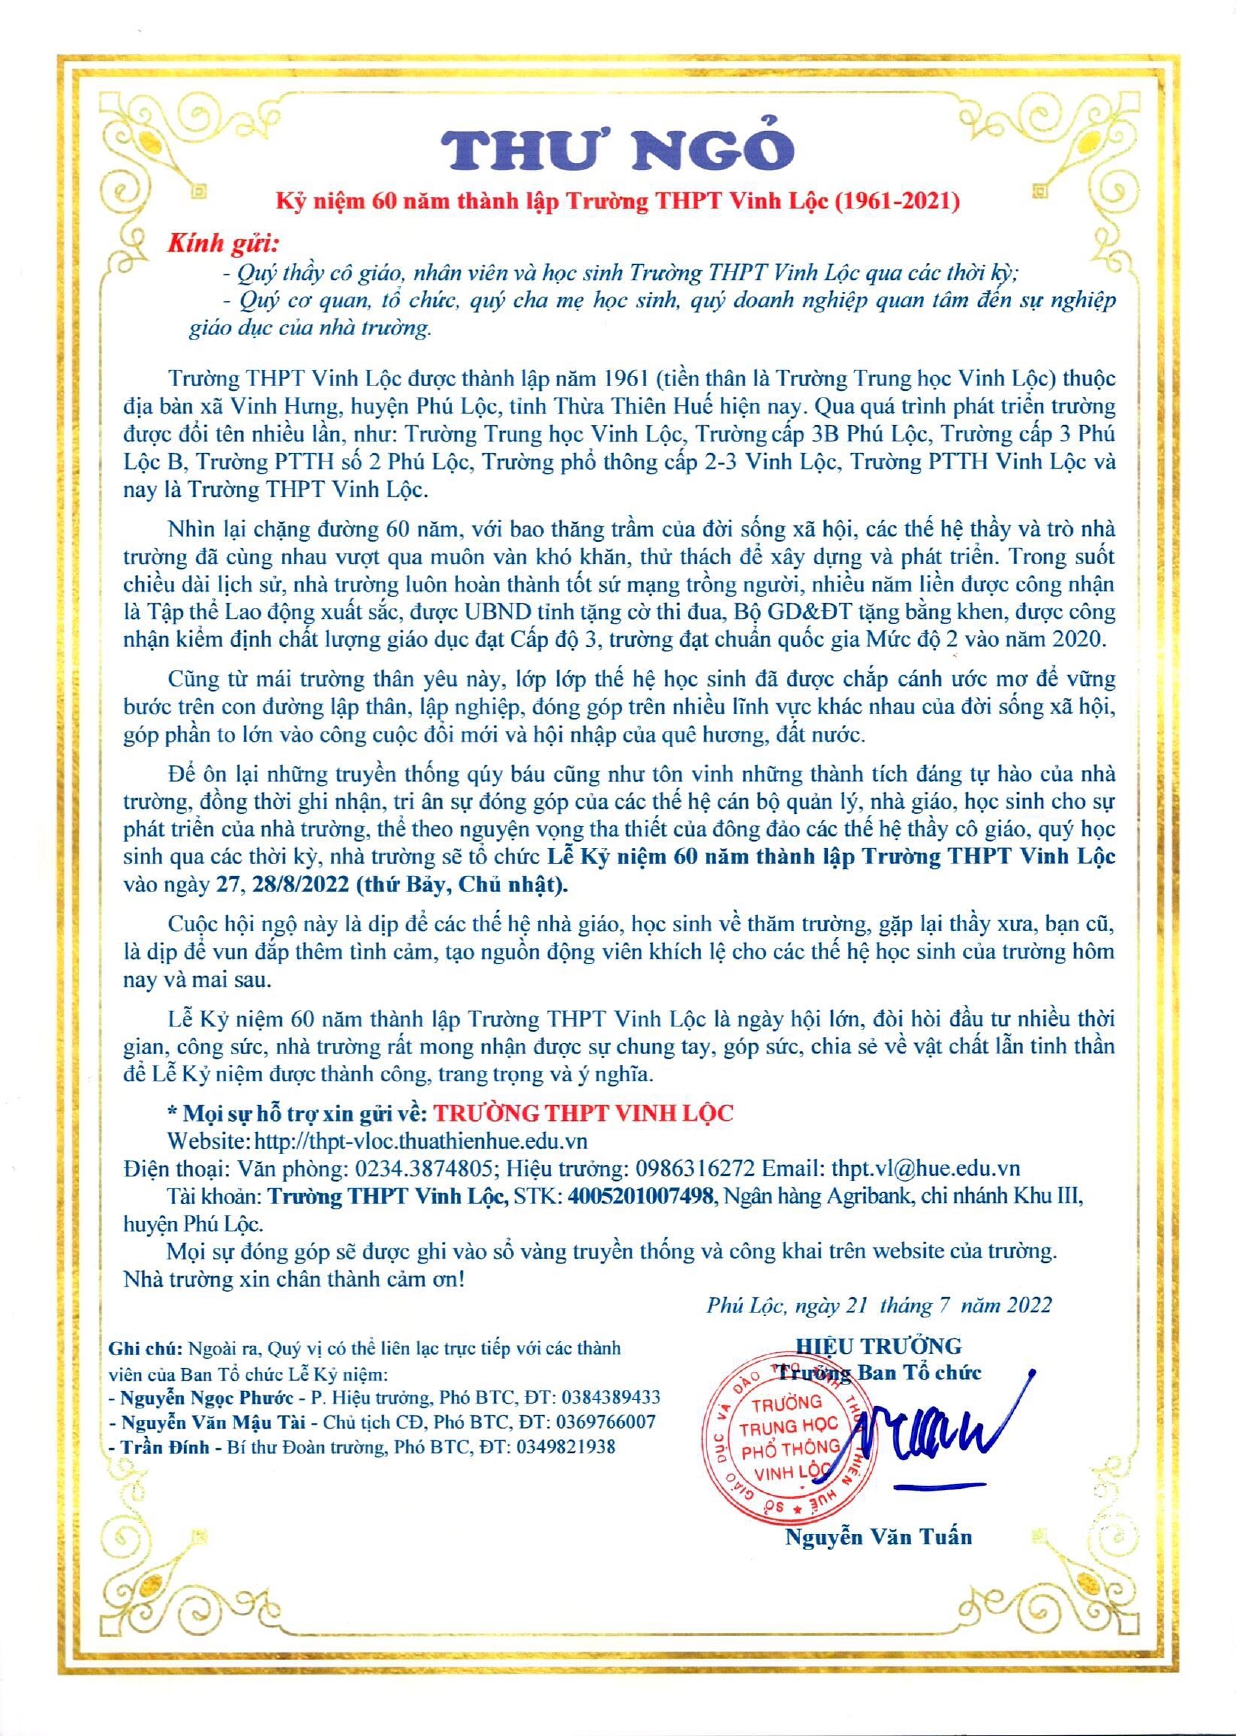 THƯ NGỎ
Kỷ niệm 60 năm thành lập Trường THPT Vinh Lộc (1961-2021)
Kính gửi:
- Quý thầy cô giáo, nhân viên và học sinh Trường THPT Vinh Lộc qua các thời kỳ;
- Quý cơ quan, tổ chức, quý cha mẹ học sinh, quý doanh nghiệp quan tâm đến sự nghiệp
giáo dục của nhà trường.
Trường THPT Vinh Lộc được thành lập năm 1961 (tiền thân là Trường Trung học Vinh Lộc) thuộc
địa bàn xã Vinh Hưng, huyện Phú Lộc, tỉnh Thừa Thiên Huế hiện nay. Qua quá trình phát triển trường
được đổi tên nhiều lần, như: Trường Trung học Vinh Lộc, Trường cấp 3B Phú Lộc, Trường cấp 3 Phú
Lộc B, Trường PTTH số 2 Phú Lộc, Trường phổ thông cấp 2-3 Vinh Lộc, Trường PTTH Vinh Lộc và
nay là Trường THPT Vinh Lộc.
Nhìn lại chặng đường 60 năm, với bao thăng trầm của đời sống xã hội, các thế hệ thầy và trò nhà
trường đã cùng nhau vượt qua muôn vàn khó khăn, thử thách để xây dựng và phát triển. Trong suốt
chiều dài lịch sử, nhà trường luôn hoàn thành tốt sứ mạng trồng người, nhiều năm liền được công nhận
là Tập thể Lao động xuất sắc, được UBND tỉnh tặng cờ thi đua, Bộ GD&ĐT tặng bằng khen, được công
nhận kiểm định chất lượng giáo dục đạt Cấp độ 3, trường đạt chuẩn quốc gia Mức độ 2 vào năm 2020.
Cũng từ mái trường thân yêu này, lớp lớp thế hệ học sinh đã được chắp cánh ước mơ để vững
bước trên con đường lập thân, lập nghiệp, đóng góp trên nhiều lĩnh vực khác nhau của đời sống xã hội,
góp phần to lớn vào công cuộc đổi mới và hội nhập của quê hương, đất nước.
Để ôn lại những truyền thống qúy báu cũng như tôn vinh những thành tích đáng tự hào của nhà
trường, đồng thời ghi nhận, tri ân sự đóng góp của các thế hệ cán bộ quản lý, nhà giáo, học sinh cho sự
phát triển của nhà trường, thể theo nguyện vọng tha thiết của đông đảo các thế hệ thầy cô giáo, quý học
sinh qua các thời kỳ, nhà trường sẽ tổ chức Lễ Kỷ niệm 60 năm thành lập Trường THPT Vinh Lộc
vào ngày 27, 28/8/2022 (thứ Bảy, Chủ nhật).
Cuộc hội ngộ này là dịp để các thế hệ nhà giáo, học sinh về thăm trường, gặp lại thầy xưa, bạn cũ,
là dịp để vun đắp thêm tình cảm, tạo nguồn động viên khích lệ cho các thế hệ học sinh của trường hôm
nay và mai sau.
Lễ Kỷ niệm 60 năm thành lập Trường THPT Vinh Lộc là ngày hội lớn, đòi hỏi đầu tư nhiều thời
gian, công sức, nhà trường rất mong nhận được sự chung tay, góp sức, chia sẻ về vật chất lẫn tinh thần
để Lễ Kỷ niệm được thành công, trang trọng và ý nghĩa.
* Mọi sự hỗ trợ xin gửi về: TRƯỜNG THPT VINH LỘC
Website: http://thpt-vloc.thuathienhue.edu.vn
Điện thoại: Văn phòng: 0234.3874805; Hiệu trưởng: 0986316272 Email: thpt.vl@hue.edu.vn
Tài khoản: Trường THPT Vinh Lộc, STK: 4005201007498, Ngân hàng Agribank, chi nhánh Khu III,
huyện Phú Lộc.
Mọi sự đóng góp sẽ được ghi vào sổ vàng truyền thống và công khai trên website của trường.
Nhà trường xin chân thành cảm ơn!
Phú Lộc, ngày 21 tháng 7 năm 2022
Ghi chú: Ngoài ra, Quý vị có thể liên lạc trực tiếp với các thành
viên của Ban Tổ chức Lễ Kỷ niệm:
- Nguyễn Ngọc Phước - P. Hiệu trưởng, Phó BTC, ĐT: 0384389433
- Nguyễn Văn Mậu Tài - Chủ tịch CĐ, Phó BTC, ĐT: 0369766007
- Trần Đính - Bí thư Đoàn trường, Phó BTC, ĐT: 0349821938
HIỆU TRƯỞNG
Trưởng Ban Tổ chức
SỞ GIÁO DỤC VÀ ĐÀO TẠO TỈNH THỪA THIÊN HUẾ
TRƯỜNG
TRUNG HỌC
PHỔ THÔNG
VINH LỘC
Nguyễn Văn Tuấn